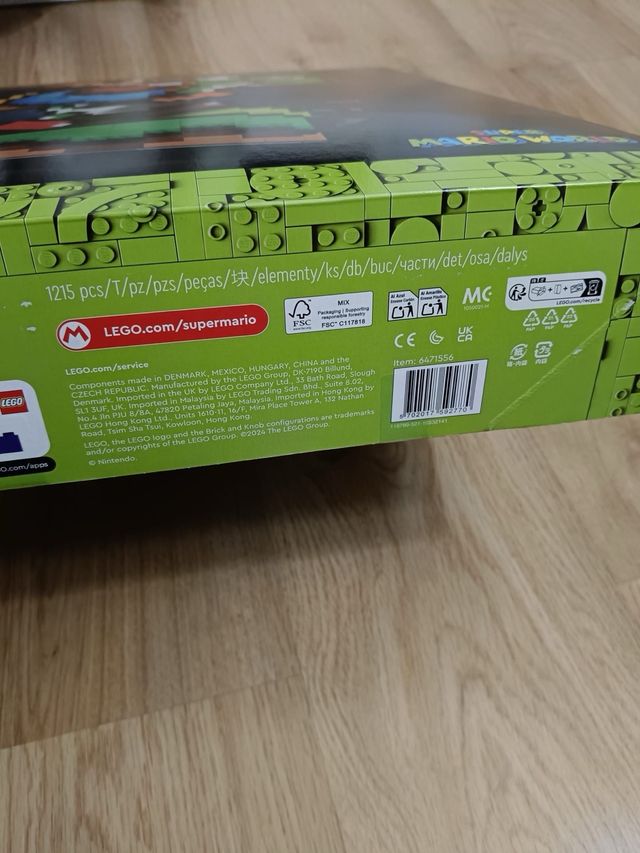 SUPER
MARIO WORLD
1215 pcs/T/pz/pzs/peças/块/elementy/ks/db/buc/части/det/osa/dalys
LEGO.com/supermario
FSC
MIX
Packaging | Supporting
responsible forestry
FSC® C117818
LEGO.com/recycle
UK
CA
LEGO.com/service
Components made in DENMARK, MEXICO, HUNGARY, CHINA and the
CZECH REPUBLIC. Manufactured by the LEGO Group, DK-7190 Billund,
Denmark. Imported in the UK by LEGO Company Ltd., 33 Bath Road, Slough
SL1 3UF, UK. Imported in Malaysia by LEGO Trading Sdn. Bhd., Suite 8.02,
No.4 Jln PJU 8/8A, 47820 Petaling Jaya, Malaysia. Imported in Hong Kong by
LEGO Hong Kong Ltd., Units 1610-11, 16/F, Mira Place Tower A, 132 Nathan
Road, Tsim Sha Tsui, Kowloon, Hong Kong.
LEGO, the LEGO logo and the Brick and Knob configurations are trademarks
and/or copyrights of the LEGO Group. ©2024 The LEGO Group.
© Nintendo.
Item: 6471556
5 702017 592770
LEGO
O.com/apps